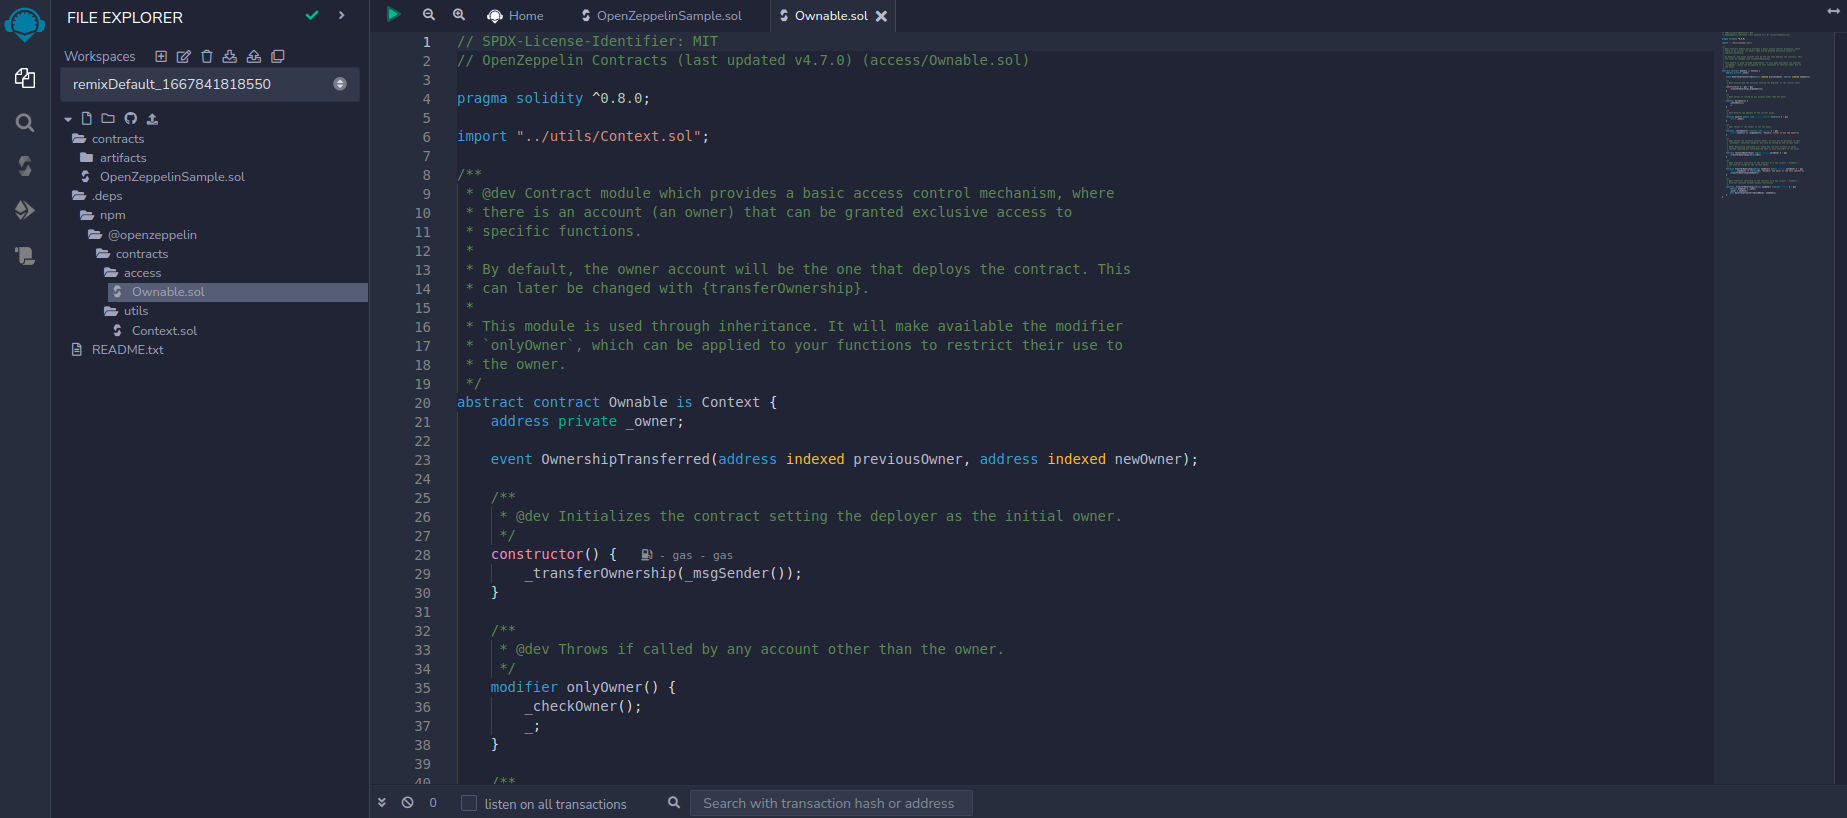 FILE EXPLORER
Workspaces
remixDefault_1667841818550
contracts
artifacts
OpenZeppelinSample.sol
.deps
npm
@openzeppelin
contracts
access
Ownable.sol
utils
Context.sol
README.txt
Home
OpenZeppelinSample.sol
Ownable.sol
1 // SPDX-License-Identifier: MIT
2 // OpenZeppelin Contracts (last updated v4.7.0) (access/Ownable.sol)
3
4 pragma solidity ^0.8.0;
5
6 import "../utils/Context.sol";
7
8 /**
9  * @dev Contract module which provides a basic access control mechanism, where
10  * there is an account (an owner) that can be granted exclusive access to
11  * specific functions.
12  *
13  * By default, the owner account will be the one that deploys the contract. This
14  * can later be changed with {transferOwnership}.
15  *
16  * This module is used through inheritance. It will make available the modifier
17  * `onlyOwner`, which can be applied to your functions to restrict their use to
18  * the owner.
19  */
20 abstract contract Ownable is Context {
21     address private _owner;
22
23     event OwnershipTransferred(address indexed previousOwner, address indexed newOwner);
24
25     /**
26      * @dev Initializes the contract setting the deployer as the initial owner.
27      */
28     constructor() {   - gas - gas
29         _transferOwnership(_msgSender());
30     }
31
32     /**
33      * @dev Throws if called by any account other than the owner.
34      */
35     modifier onlyOwner() {
36         _checkOwner();
37         _;
38     }
39
40     /**
0
listen on all transactions
Search with transaction hash or address